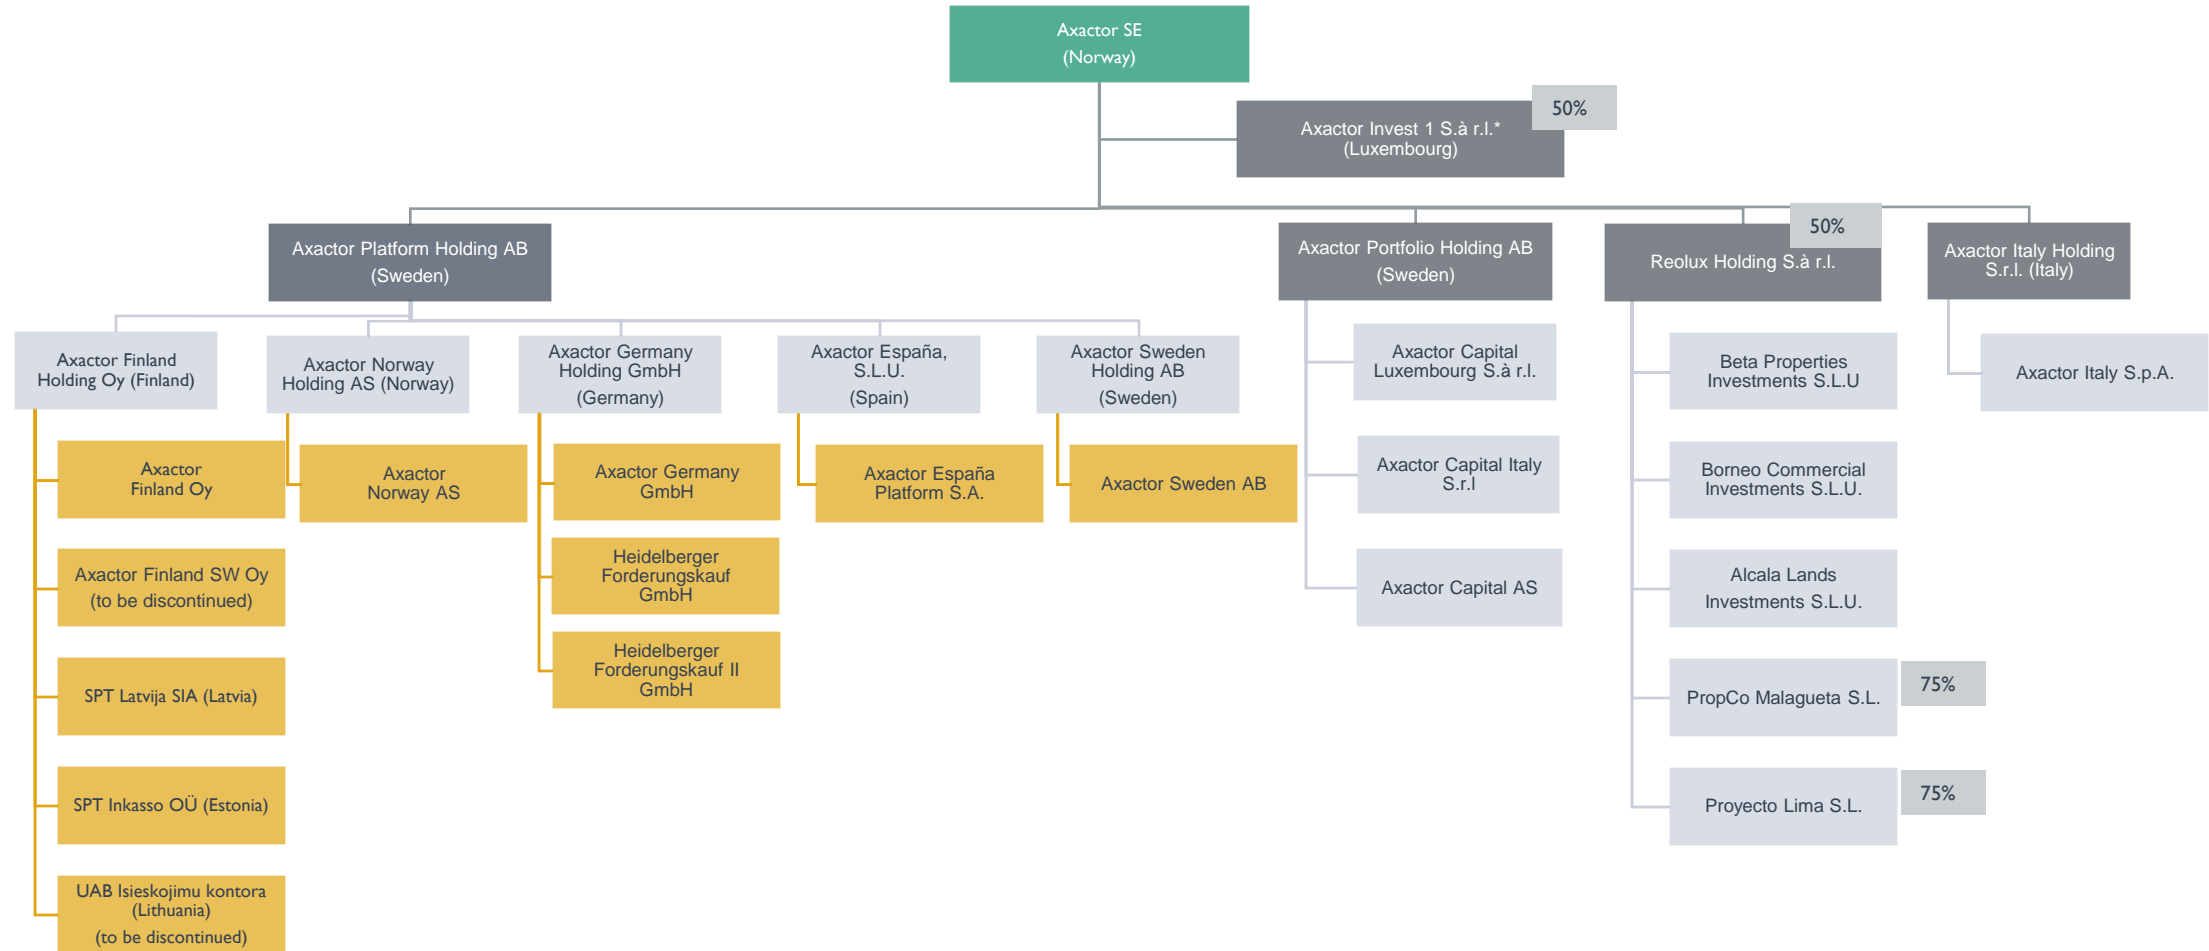 Axactor SE
(Norway)
50%
Axactor Invest 1 S.à r.l.*
(Luxembourg)
Axactor Platform Holding AB
(Sweden)
Axactor Portfolio Holding AB
(Sweden)
50%
Reolux Holding S.à r.l.
Axactor Italy Holding
S.r.l. (Italy)
Axactor Finland
Holding Oy (Finland)
Axactor Norway
Holding AS (Norway)
Axactor Germany
Holding GmbH
(Germany)
Axactor España,
S.L.U.
(Spain)
Axactor Sweden
Holding AB
(Sweden)
Axactor Capital
Luxembourg S.à r.l.
Beta Properties
Investments S.L.U
Axactor Italy S.p.A.
Axactor
Finland Oy
Axactor
Norway AS
Axactor Germany
GmbH
Axactor España
Platform S.A.
Axactor Sweden AB
Axactor Capital Italy
S.r.l
Borneo Commercial
Investments S.L.U.
Axactor Finland SW Oy
(to be discontinued)
Heidelberger
Forderungskauf
GmbH
Axactor Capital AS
Alcala Lands
Investments S.L.U.
SPT Latvija SIA (Latvia)
Heidelberger
Forderungskauf II
GmbH
PropCo Malagueta S.L.
75%
SPT Inkasso OÜ (Estonia)
Proyecto Lima S.L.
75%
UAB Isieskojimu kontora
(Lithuania)
(to be discontinued)